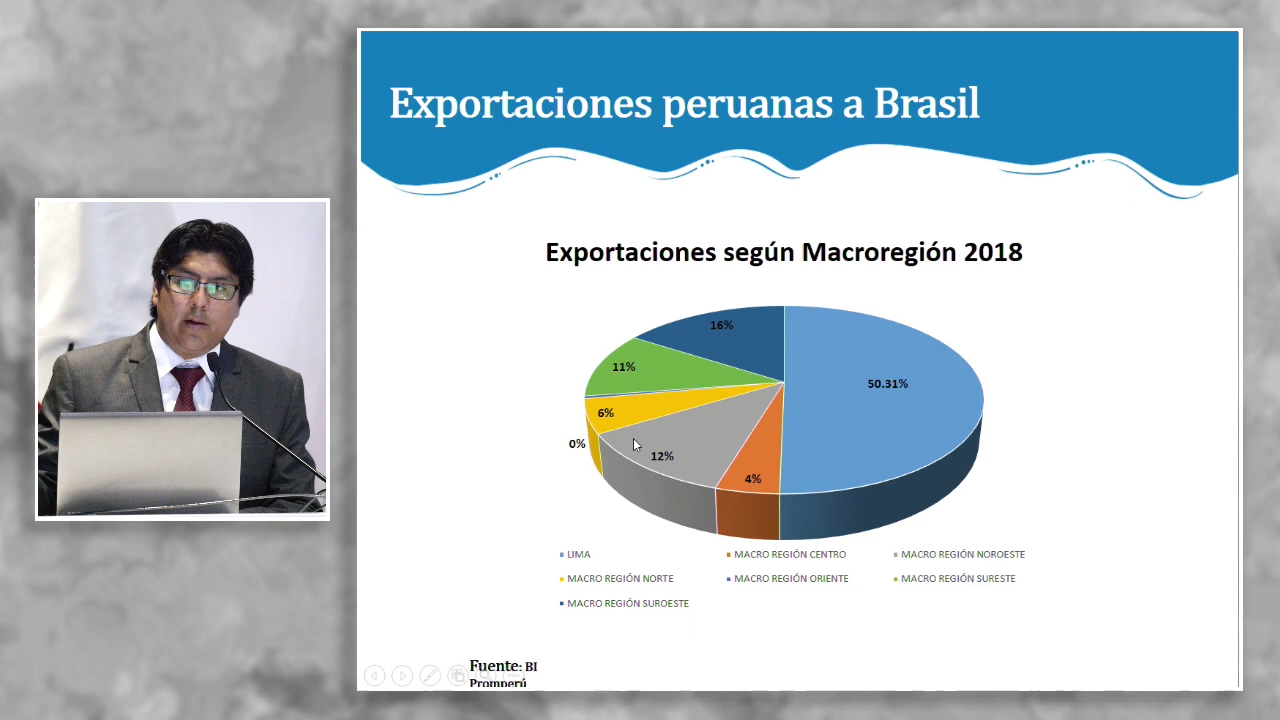 Exportaciones peruanas a Brasil
Exportaciones según Macroregión 2018
16%
50.31%
11%
6%
0%
12%
4%
LIMA
MACRO REGIÓN CENTRO
MACRO REGIÓN NOROESTE
MACRO REGIÓN NORTE
MACRO REGIÓN ORIENTE
MACRO REGIÓN SURESTE
MACRO REGIÓN SUROESTE
Fuente: BI
Promperú